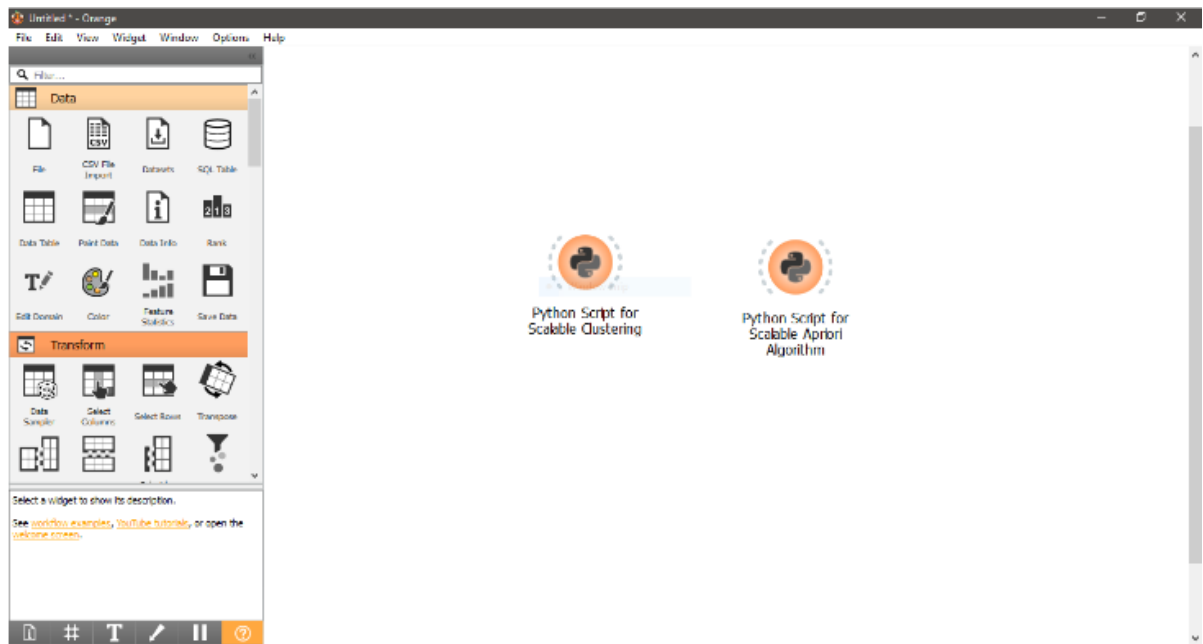 Untitled * - Orange
File Edit View Widget Window Options Help
Filter...
Data
File
CSV File
Import
Datasets
SQL Table
Data Table
Paint Data
Data Info
Rank
Edit Domain
Color
Feature
Statistics
Save Data
Transform
Data
Sampler
Select
Columns
Select Rows
Transpose
Select a widget to show its description.
See workflow examples, YouTube tutorials, or open the
welcome screen.
Python Script for
Scalable Clustering
Python Script for
Scalable Apriori
Algorithm